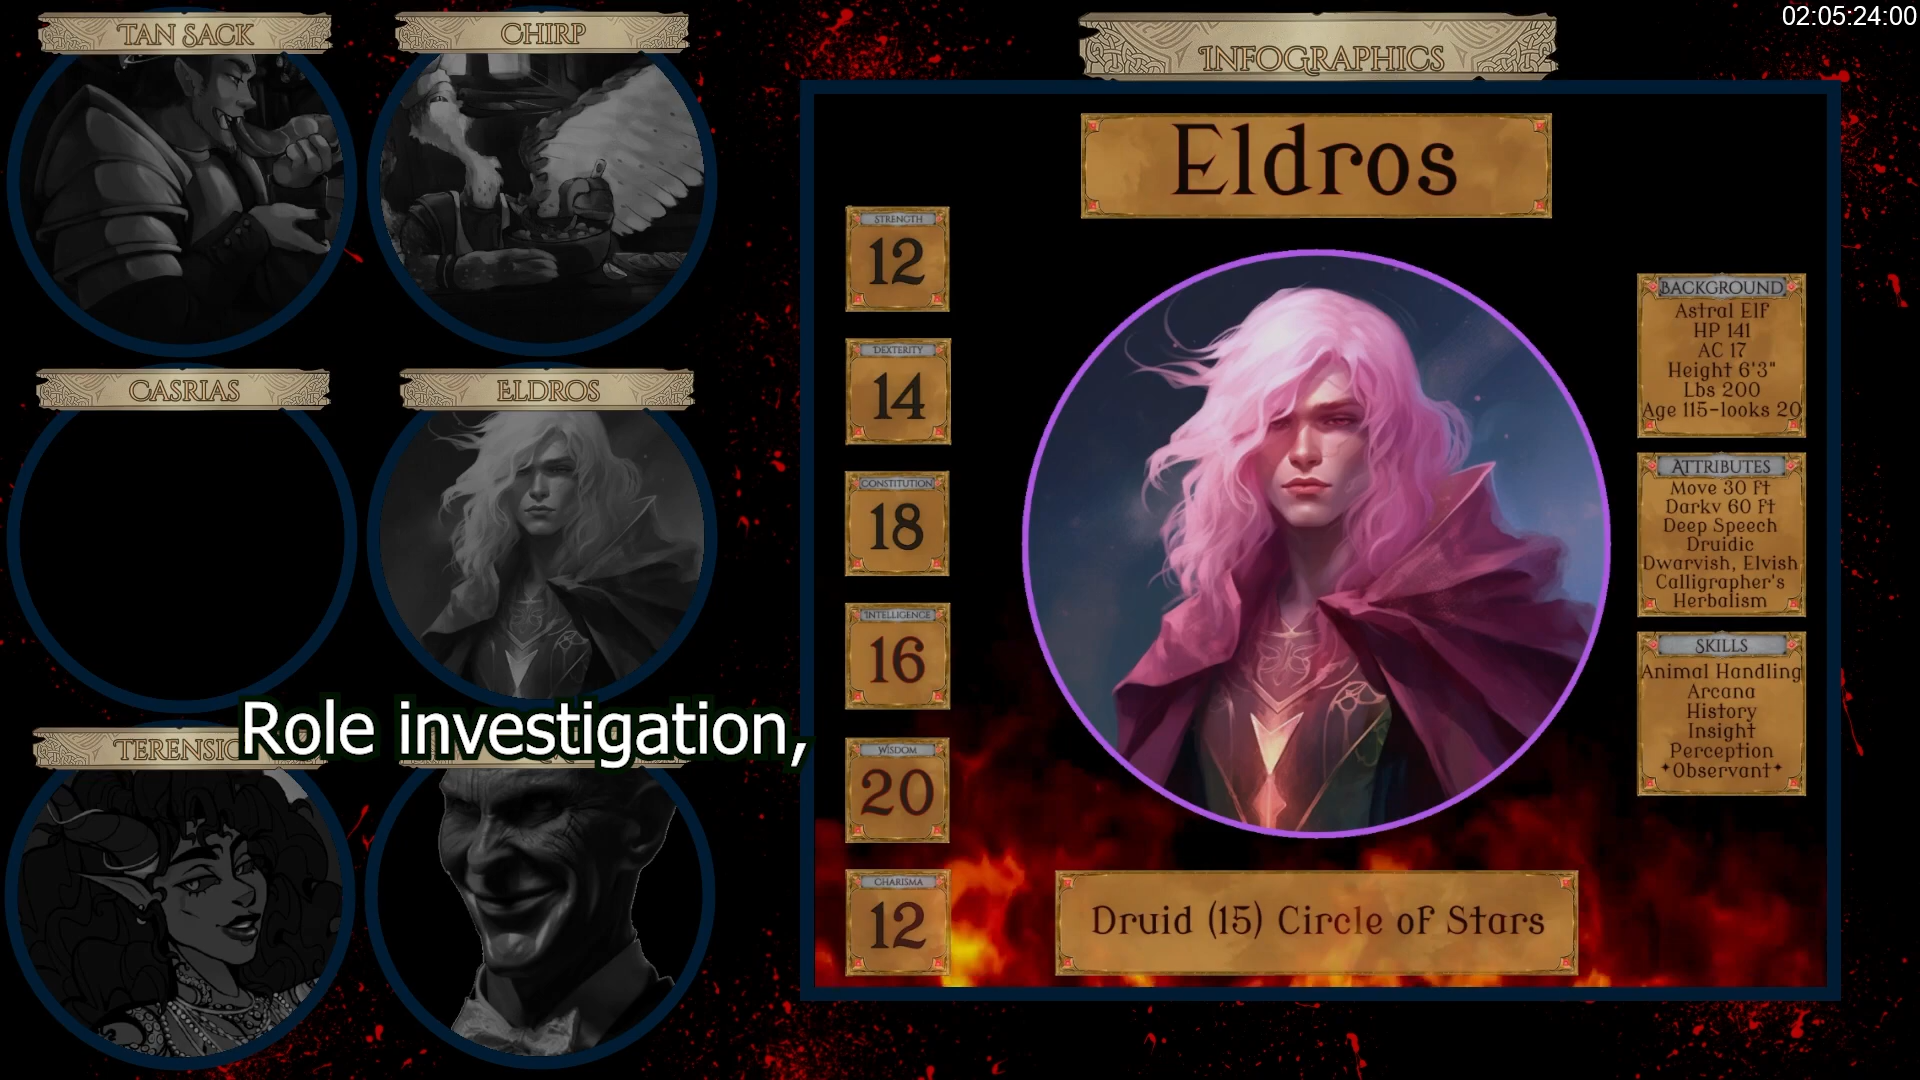 02:05:24:00
TAN SACK
CHIRP
INFOGRAPHICS
CASRIAS
ELDROS
Role investigation,
Eldros
STRENGTH
12
DEXTERITY
14
CONSTITUTION
18
INTELLIGENCE
16
WISDOM
20
CHARISMA
12
BACKGROUND
Astral Elf
HP 141
AC 17
Height 6'3"
Lbs 200
Age 115-looks 20
ATTRIBUTES
Move 30 ft
Darkv 60 ft
Deep Speech
Druidic
Dwarvish, Elvish
Calligrapher's
Herbalism
SKILLS
Animal Handling
Arcana
History
Insight
Perception
*Observant*
Druid (15) Circle of Stars